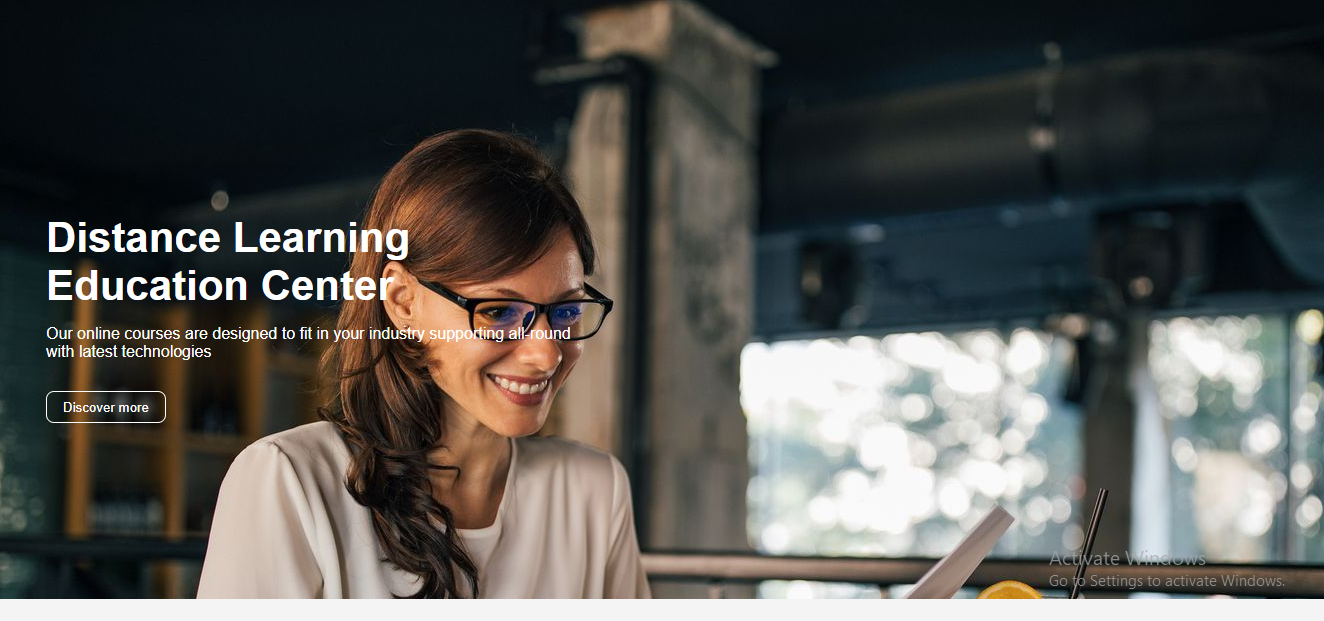 Distance Learning
Education Center
Our online courses are designed to fit in your industry supporting all-round
with latest technologies
Discover more
Activate Windows
Go to Settings to activate Windows.